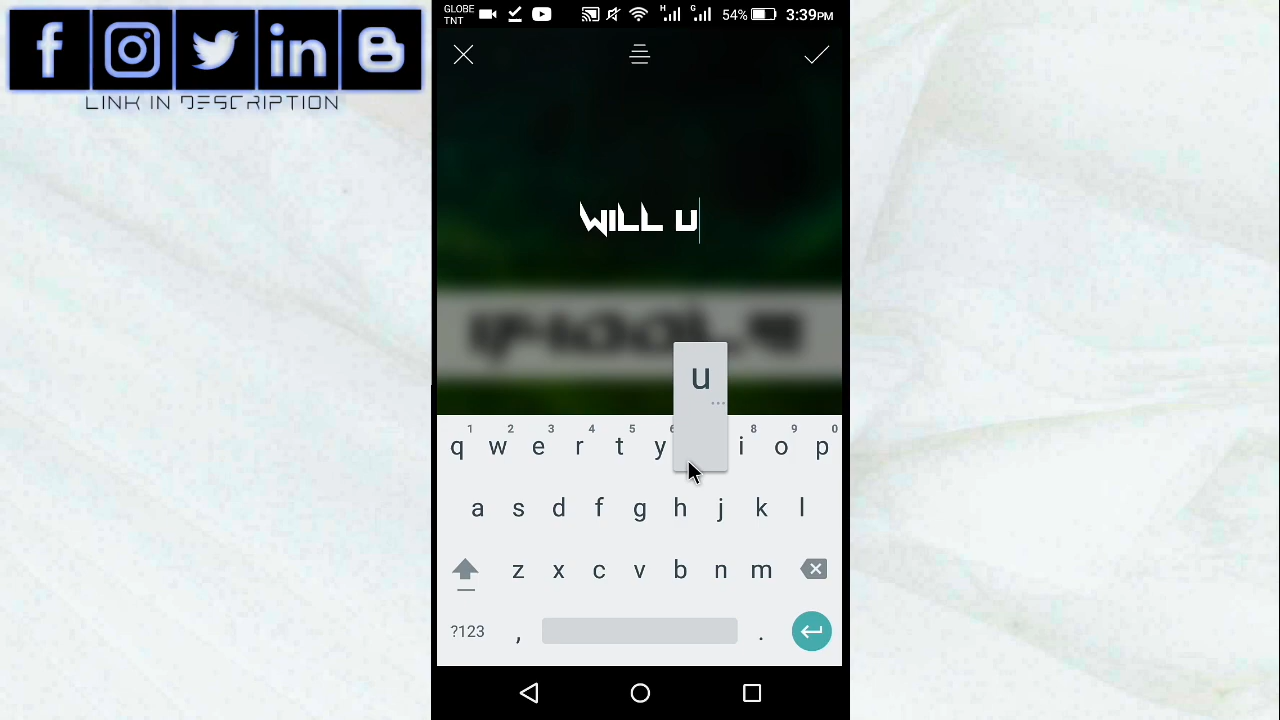 GLOBE
TNT
H
G
54%
3:39PM
f
in
B
LINK IN DESCRIPTION
WILL U
u
1 2 3 4 5 6 8 9 0
q w e r t y i o p
a s d f g h j k l
z x c v b n m
?123 , .